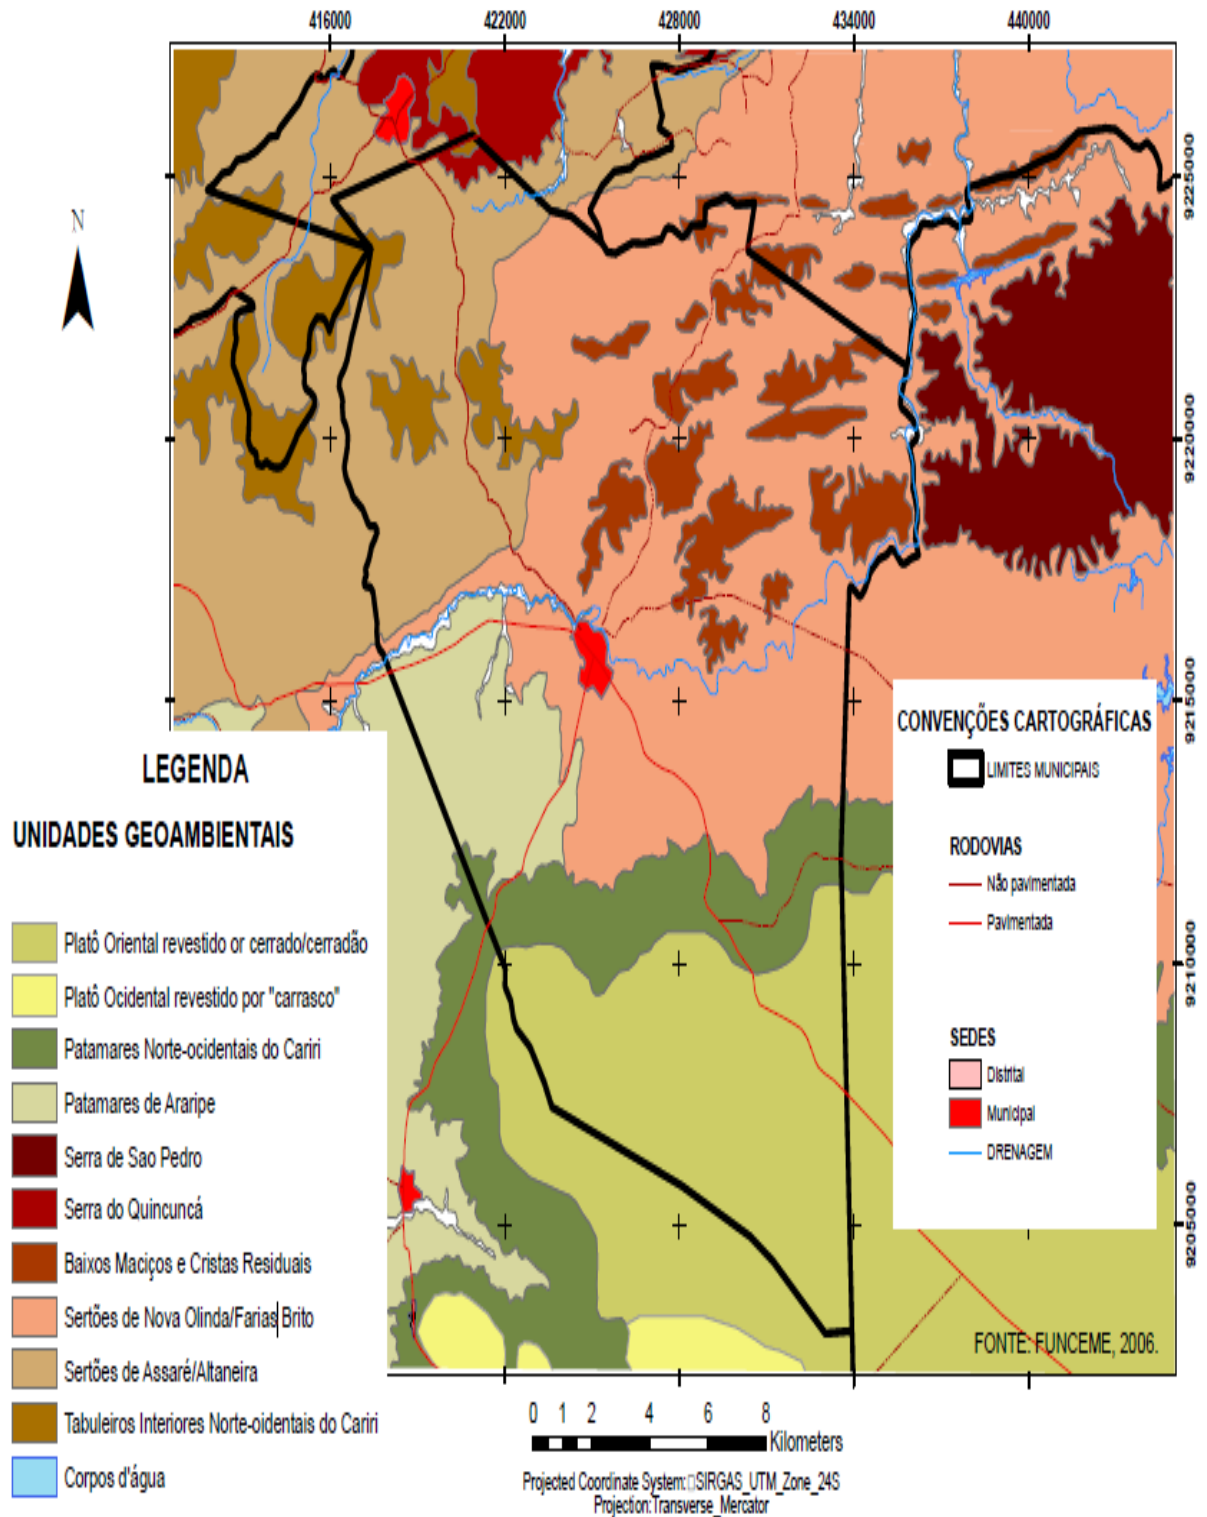 416000 422000 428000 434000 440000
N
9225000
9220000
9215000
9210000
9205000
CONVENÇÕES CARTOGRÁFICAS
LIMITES MUNICIPAIS
RODOVIAS
Não pavimentada
Pavimentada
SEDES
Distrital
Municipal
DRENAGEM
LEGENDA
UNIDADES GEOAMBIENTAIS
Platô Oriental revestido or cerrado/cerradão
Platô Ocidental revestido por "carrasco"
Patamares Norte-ocidentais do Cariri
Patamares de Araripe
Serra de Sao Pedro
Serra do Quincuncá
Baixos Maciços e Cristas Residuais
Sertões de Nova Olinda/Farias Brito
Sertões de Assaré/Altaneira
Tabuleiros Interiores Norte-oidentais do Cariri
Corpos d'água
FONTE: FUNCEME, 2006.
0 1 2 4 6 8
Kilometers
Projected Coordinate System: SIRGAS_UTM_Zone_24S
Projection:Transverse_Mercator